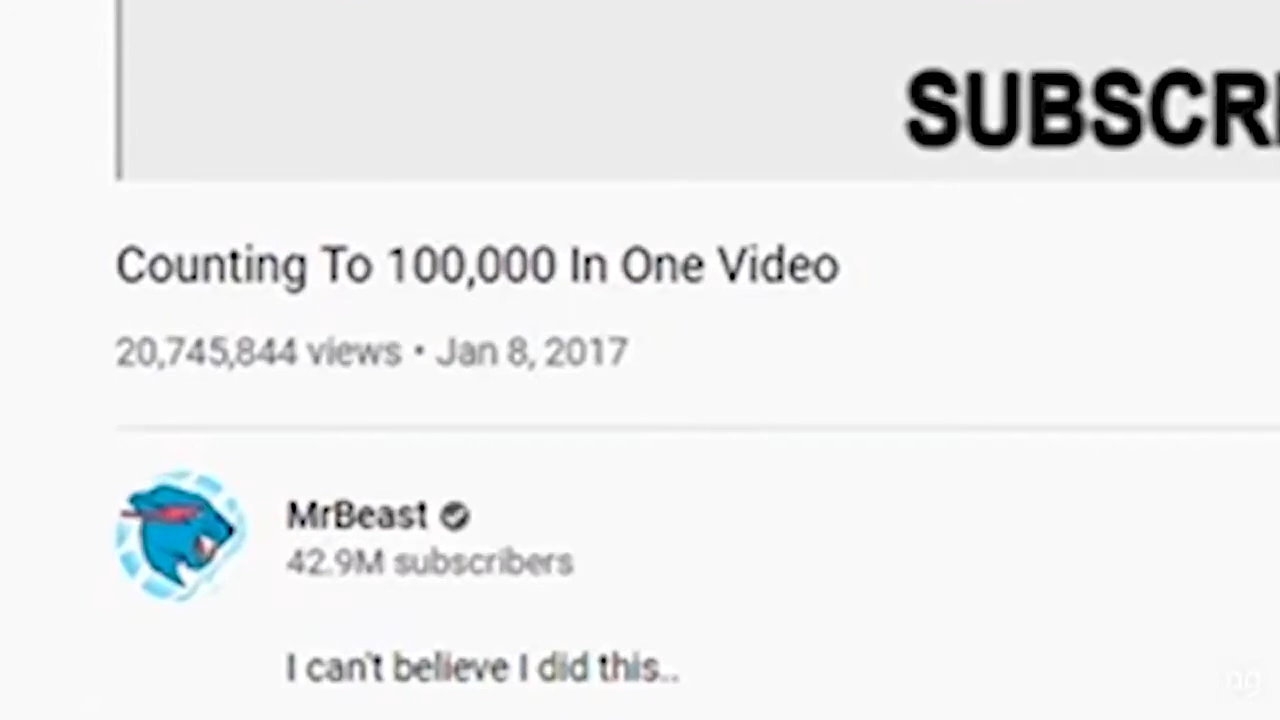 SUBSCRI
Counting To 100,000 In One Video
20,745,844 views • Jan 8, 2017
MrBeast
42.9M subscribers
I can't believe I did this..